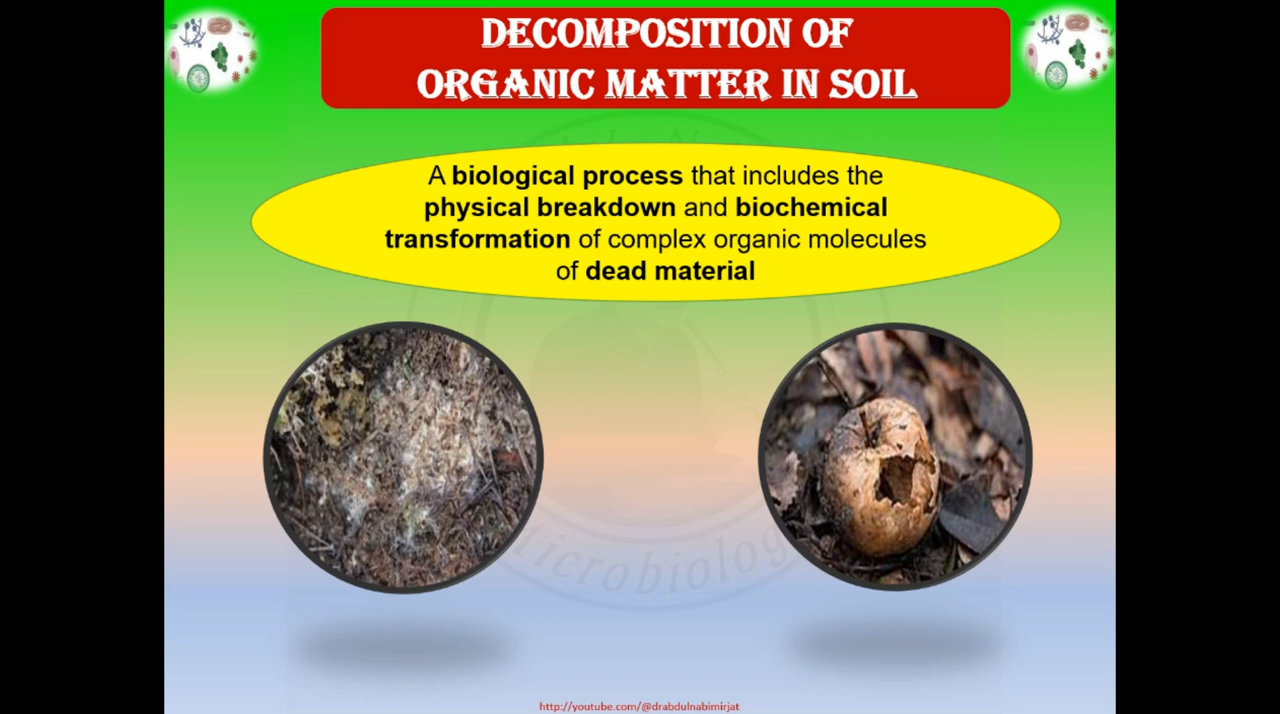 DECOMPOSITION OF
ORGANIC MATTER IN SOIL
A biological process that includes the
physical breakdown and biochemical
transformation of complex organic molecules
of dead material
Microbiology
http://youtube.com/@drabdulnabimirjat